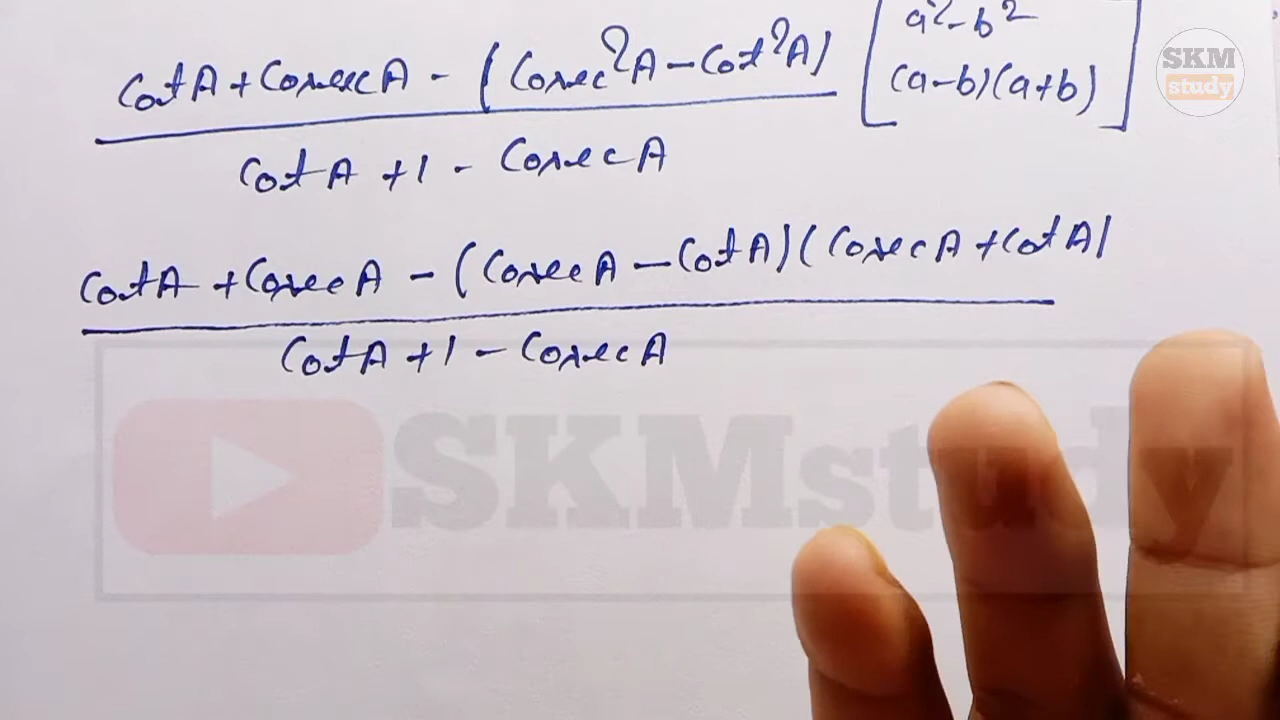 CotA + CosecA - (Cosec²A - Cot²A)
CotA + 1 - CosecA
a² - b²
(a-b)(a+b)
SKM
study
CotA + CosecA - (CosecA - CotA)(CosecA + CotA)
CotA + 1 - CosecA
SKMstudy